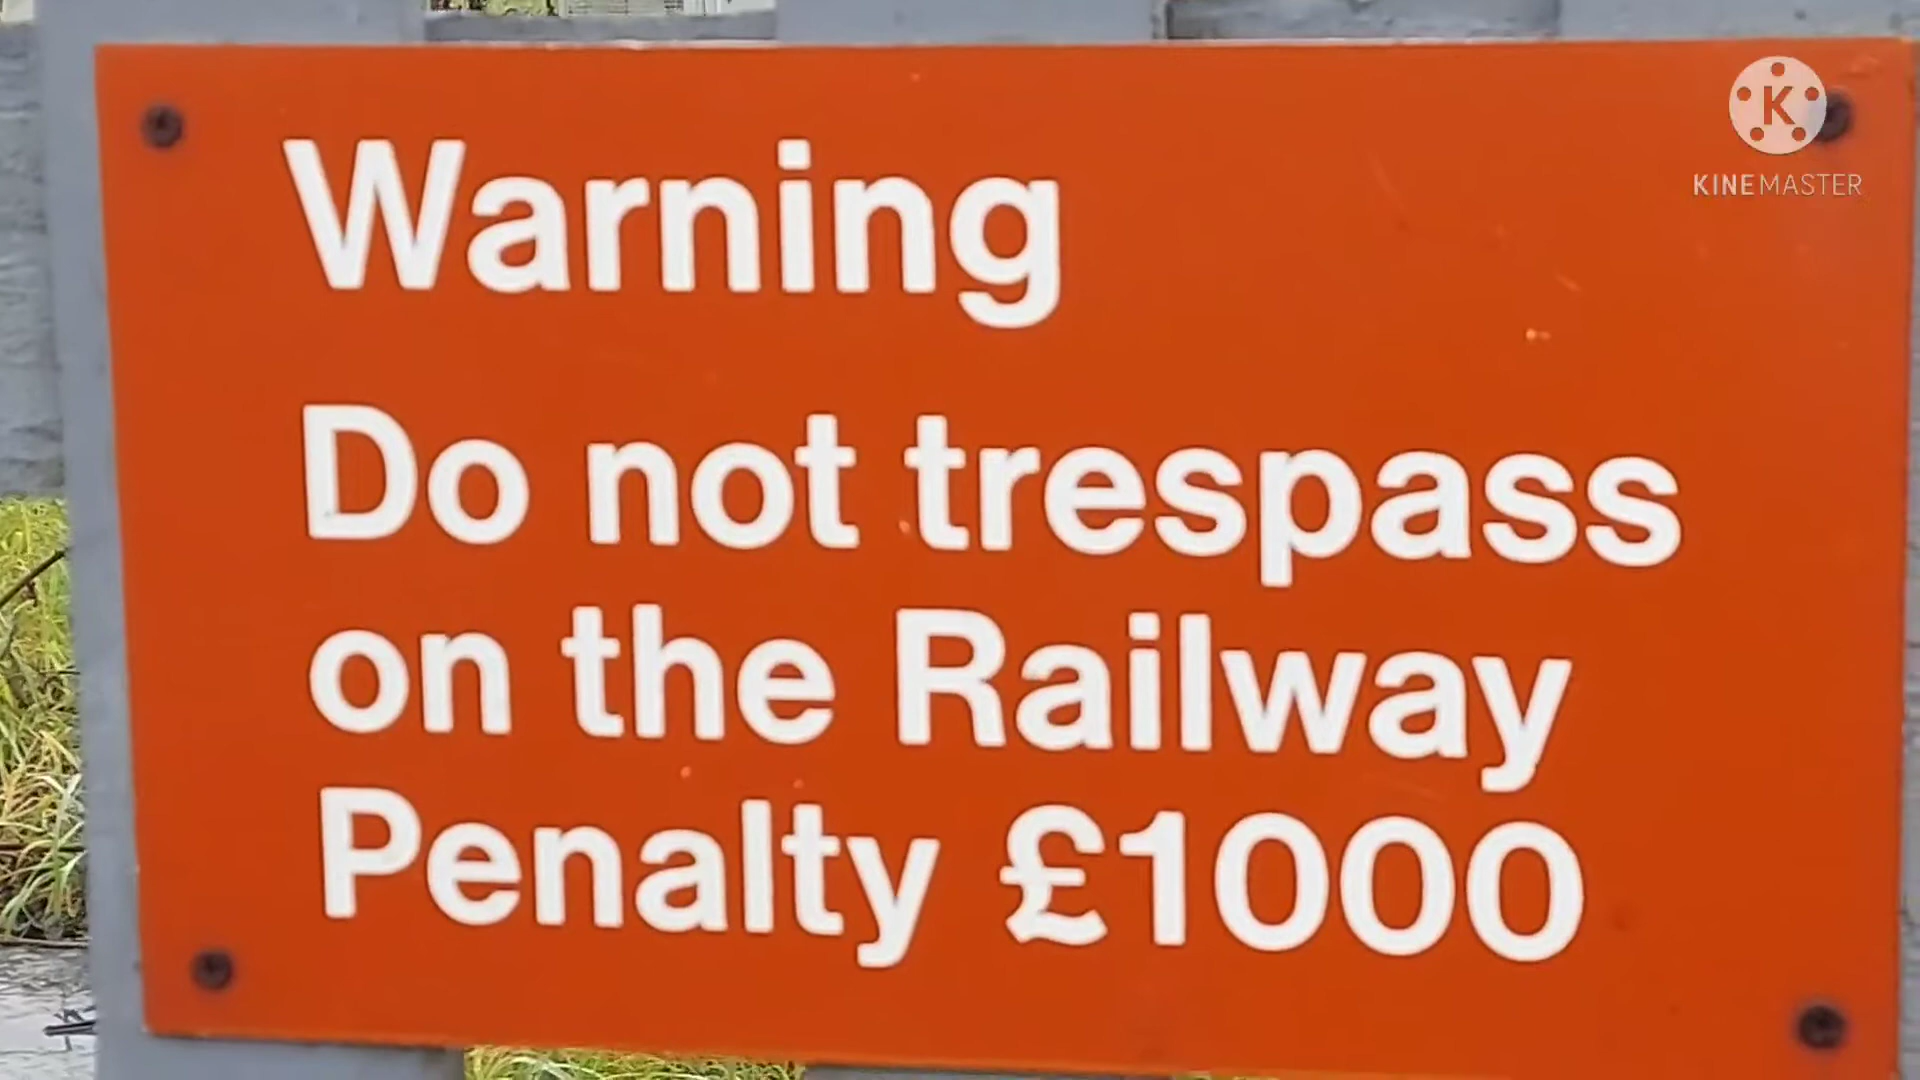 Warning
Do not trespass
on the Railway
Penalty £1000
K
KINEMASTER